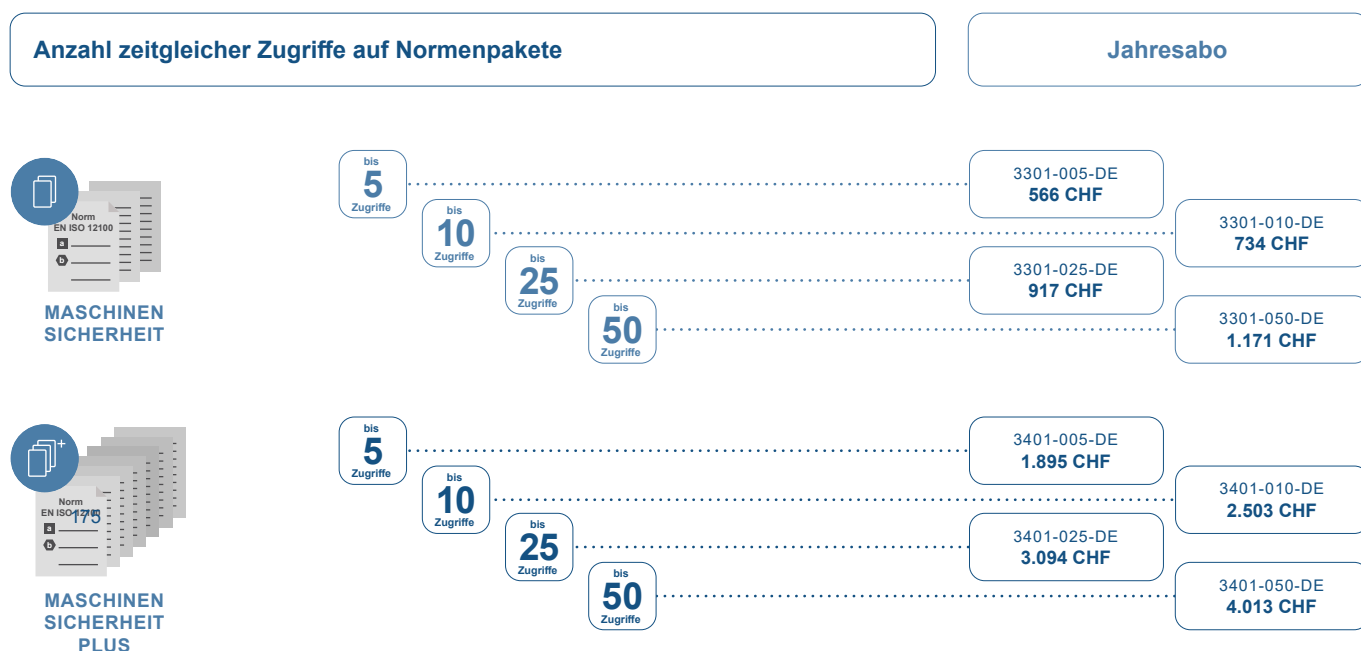 Anzahl zeitgleicher Zugriffe auf Normenpakete
Jahresabo
Norm
EN ISO 12100
a
b
MASCHINEN
SICHERHEIT
bis
5
Zugriffe
3301-005-DE
566 CHF
bis
10
Zugriffe
3301-010-DE
734 CHF
bis
25
Zugriffe
3301-025-DE
917 CHF
bis
50
Zugriffe
3301-050-DE
1.171 CHF
Norm
EN ISO 12100
175
a
b
MASCHINEN
SICHERHEIT
PLUS
bis
5
Zugriffe
3401-005-DE
1.895 CHF
bis
10
Zugriffe
3401-010-DE
2.503 CHF
bis
25
Zugriffe
3401-025-DE
3.094 CHF
bis
50
Zugriffe
3401-050-DE
4.013 CHF